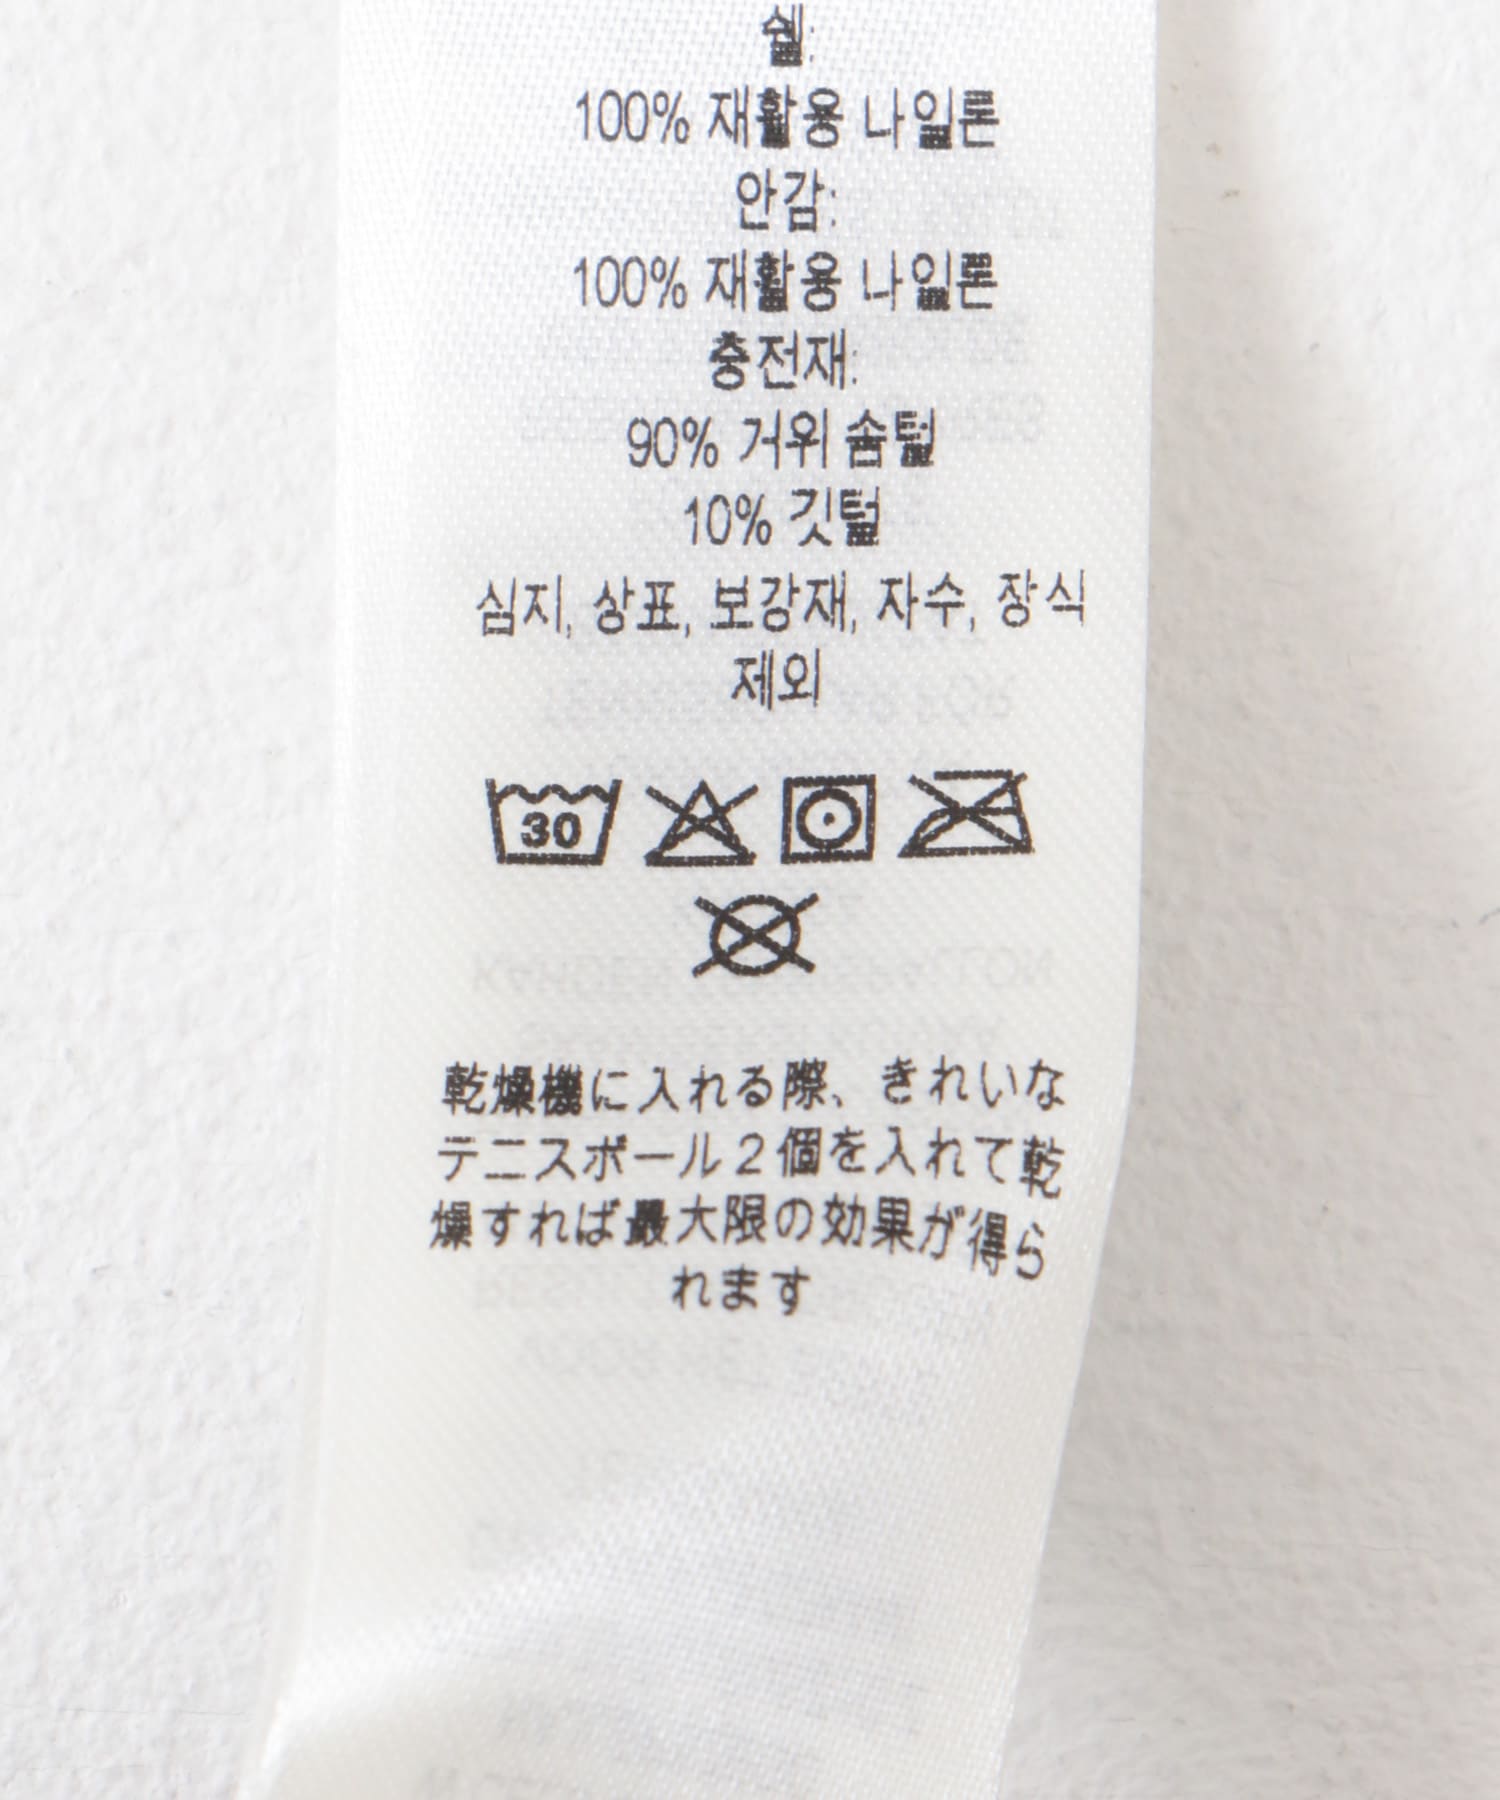 쉘:
100% 재활용 나일론
안감:
100% 재활용 나일론
충전재:
90% 거위 솜털
10% 깃털
심지, 상표, 보강재, 자수, 장식
제외
30
乾燥機に入れる際、きれいな
テニスボール2個を入れて乾
燥すれば最大限の効果が得ら
れます